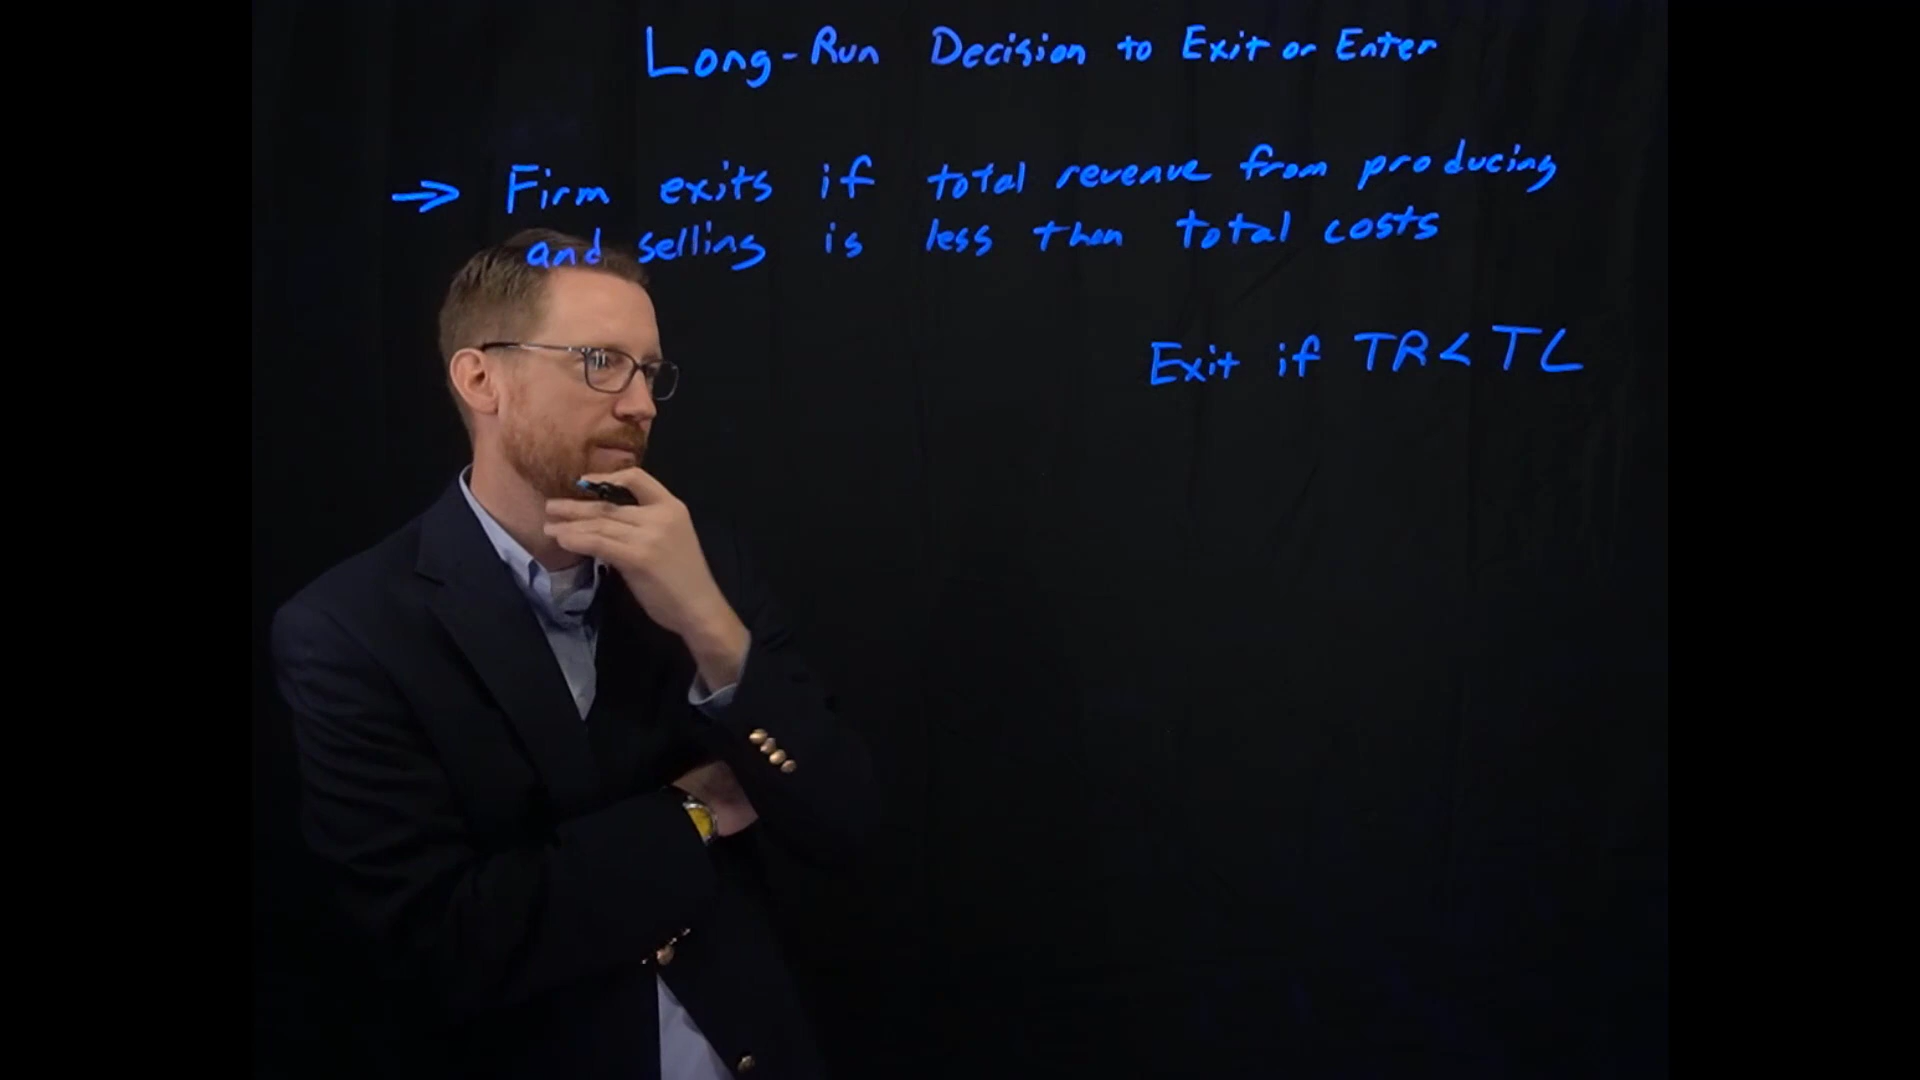 Long-Run Decision to Exit or Enter
→ Firm exits if total revenue from producing
and selling is less than total costs
Exit if TR < TC